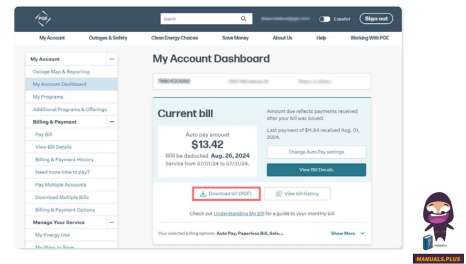 PGE
Search
Español
Sign out
My Account Outages & Safety Clean Energy Choices Save Money About Us Help Working With PGE
My Account
Outage Map & Reporting
My Account Dashboard
My Programs
Additional Programs & Offerings
Billing & Payment
Pay Bill
View Bill Details
Billing & Payment History
Need more time to pay?
Pay Multiple Accounts
Download Multiple Bills
Billing & Payment Options
Manage Your Service
My Energy Use
My Ways to Save
My Account Dashboard
Current bill
Auto pay amount
$13.42
Will be deducted Aug. 26, 2024
Service from 07/01/24 to 07/31/24.
Amount due reflects payments received
after your bill was issued.
Last payment of $11.84 received Aug. 01,
2024.
Change Auto Pay settings
View Bill Details
Download bill (PDF)
View bill history
Check out Understanding My Bill for a guide to your monthly bill
Your selected billing options: Auto Pay, Paperless Bill, Sele...
Show More
MANUALS.PLUS